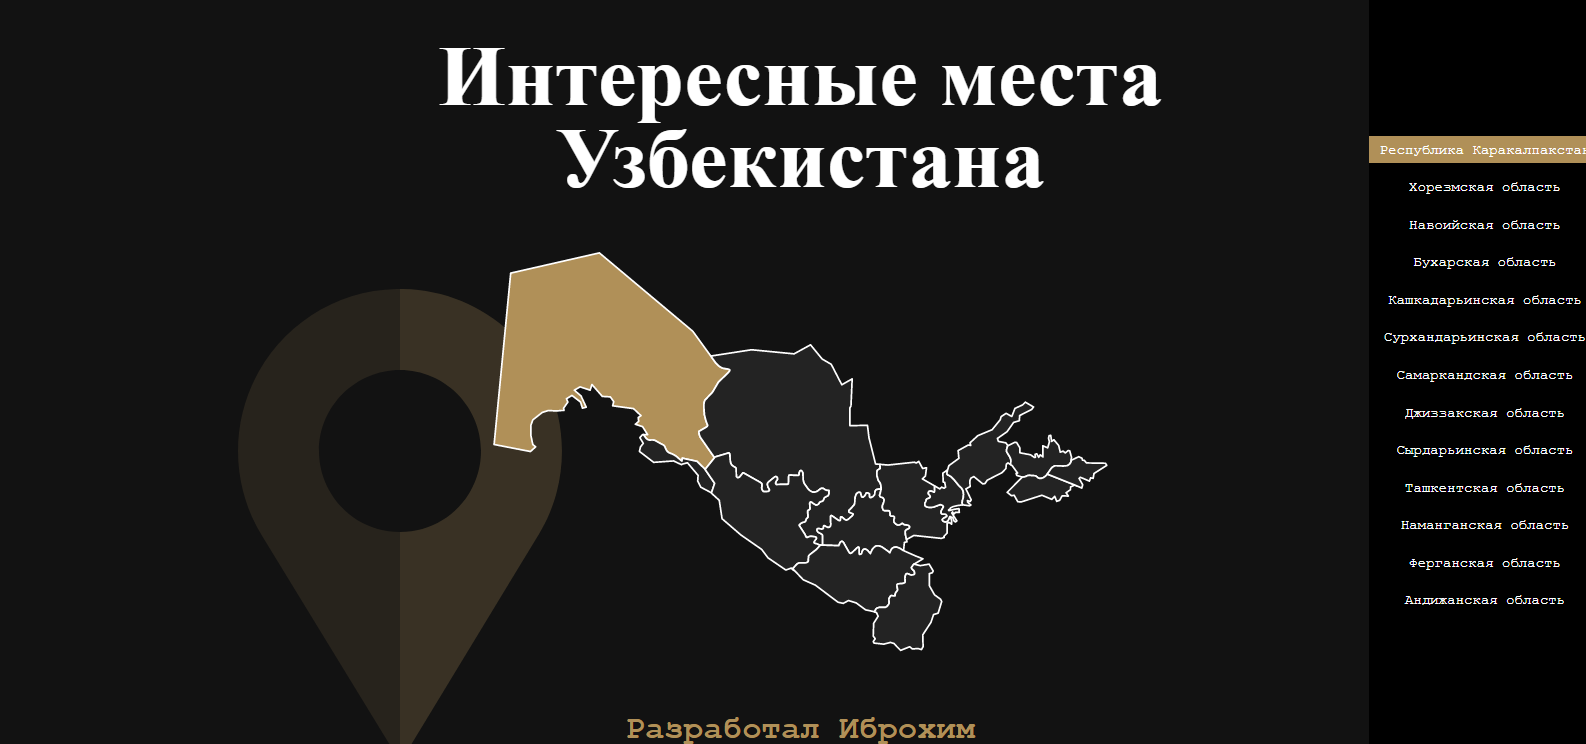 Интересные места
Узбекистана
Разработал Иброхим
Республика Каракалпакстан
Хорезмская область
Навоийская область
Бухарская область
Кашкадарьинская область
Сурхандарьинская область
Самаркандская область
Джиззакская область
Сырдарьинская область
Ташкентская область
Наманганская область
Ферганская область
Андижанская область